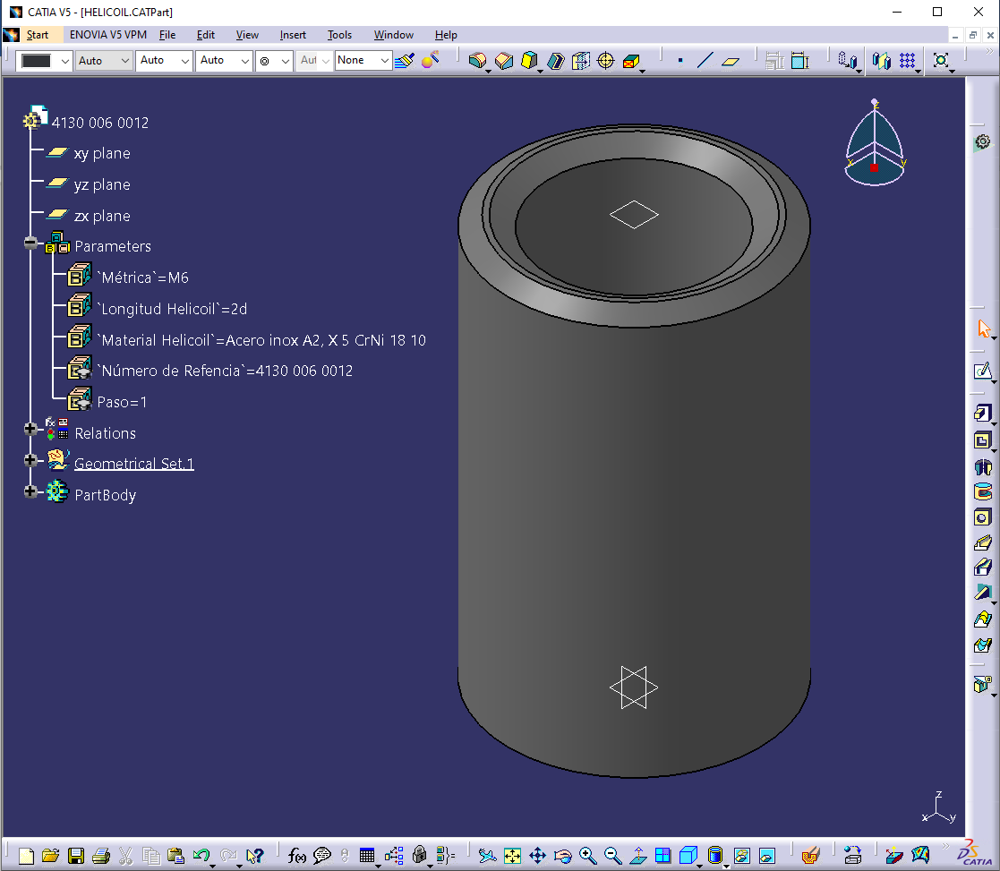 CATIA V5 - [HELICOIL.CATPart]
Start ENOVIA V5 VPM File Edit View Insert Tools Window Help
Auto Auto Auto Aut None
4130 006 0012
xy plane
yz plane
zx plane
Parameters
`Métrica`=M6
`Longitud Helicoil`=2d
`Material Helicoil`=Acero inox A2, X 5 CrNi 18 10
`Número de Refencia`=4130 006 0012
Paso=1
Relations
Geometrical Set.1
PartBody
z
x y
z
x y
f(x)
CATIA